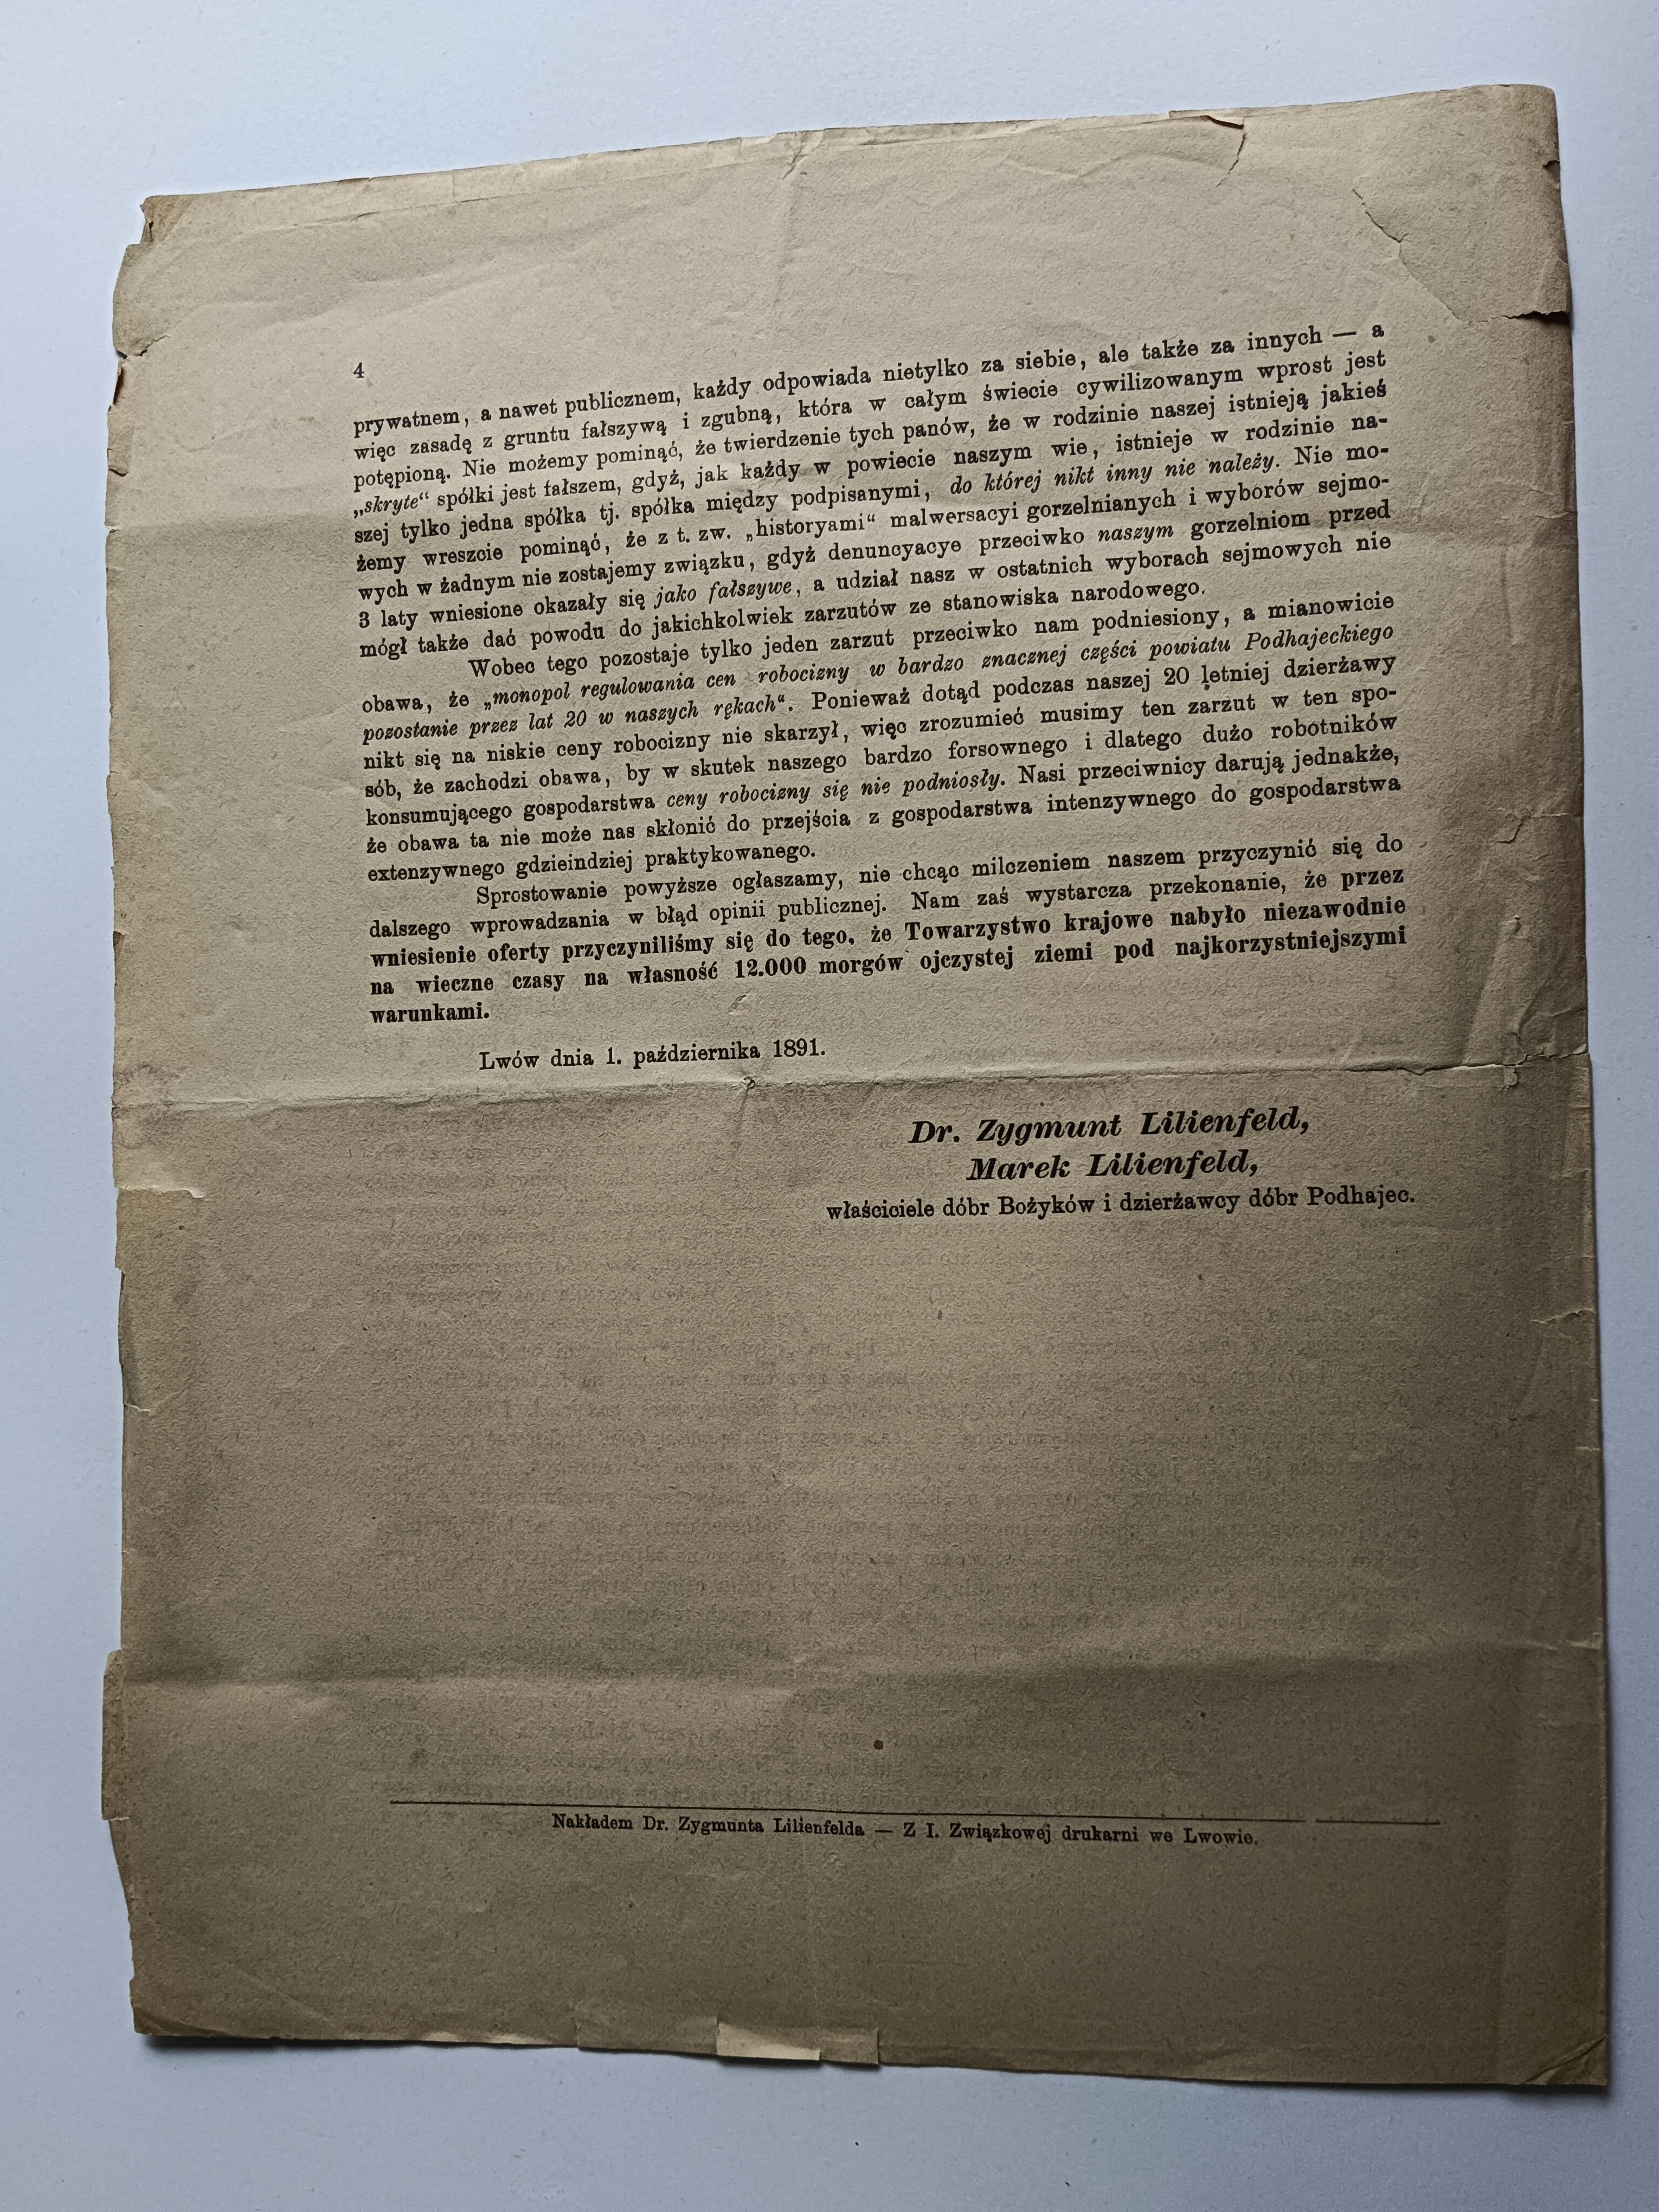 4
prywatnem, a nawet publicznem, każdy odpowiada nietylko za siebie, ale także za innych — a
więc zasadę z gruntu fałszywą i zgubną, która w całym świecie cywilizowanym wprost jest
potępioną. Nie możemy pominąć, że twierdzenie tych panów, że w rodzinie naszej istnieją jakieś
„skryte“ spółki jest fałszem, gdyż, jak każdy w powiecie naszym wie, istnieje w rodzinie na-
szej tylko jedna spółka tj. spółka między podpisanymi, do której nikt inny nie należy. Nie mo-
żemy wreszcie pominąć, że z t. zw. „historyami“ malwersacyi gorzelnianych i wyborów sejmo-
wych w żadnym nie zostajemy związku, gdyż denuncyacye przeciwko naszym gorzelniom przed
3 laty wniesione okazały się jako fałszywe, a udział nasz w ostatnich wyborach sejmowych nie
mógł także dać powodu do jakichkolwiek zarzutów ze stanowiska narodowego.
Wobec tego pozostaje tylko jeden zarzut przeciwko nam podniesiony, a mianowicie
obawa, że „monopol regulowania cen robocizny w bardzo znacznej części powiatu Podhajeckiego
pozostanie przez lat 20 w naszych rękach“. Ponieważ dotąd podczas naszej 20 letniej dzierżawy
nikt się na niskie ceny robocizny nie skarzył, więc zrozumieć musimy ten zarzut w ten spo-
sób, że zachodzi obawa, by w skutek naszego bardzo forsownego i dlatego dużo robotników
konsumującego gospodarstwa ceny robocizny się nie podniosły. Nasi przeciwnicy darują jednakże,
że obawa ta nie może nas skłonić do przejścia z gospodarstwa intenzywnego do gospodarstwa
extenzywnego gdzieindziej praktykowanego.
Sprostowanie powyższe ogłaszamy, nie chcąc milczeniem naszem przyczynić się do
dalszego wprowadzania w błąd opinii publicznej. Nam zaś wystarcza przekonanie, że przez
wniesienie oferty przyczyniliśmy się do tego, że Towarzystwo krajowe nabyło niezawodnie
na wieczne czasy na własność 12.000 morgów ojczystej ziemi pod najkorzystniejszymi
warunkami.
Lwów dnia 1. października 1891.
Dr. Zygmunt Lilienfeld,
Marek Lilienfeld,
właściciele dóbr Bożyków i dzierżawcy dóbr Podhajec.
Nakładem Dr. Zygmunta Lilienfelda — Z I. Związkowej drukarni we Lwowie.